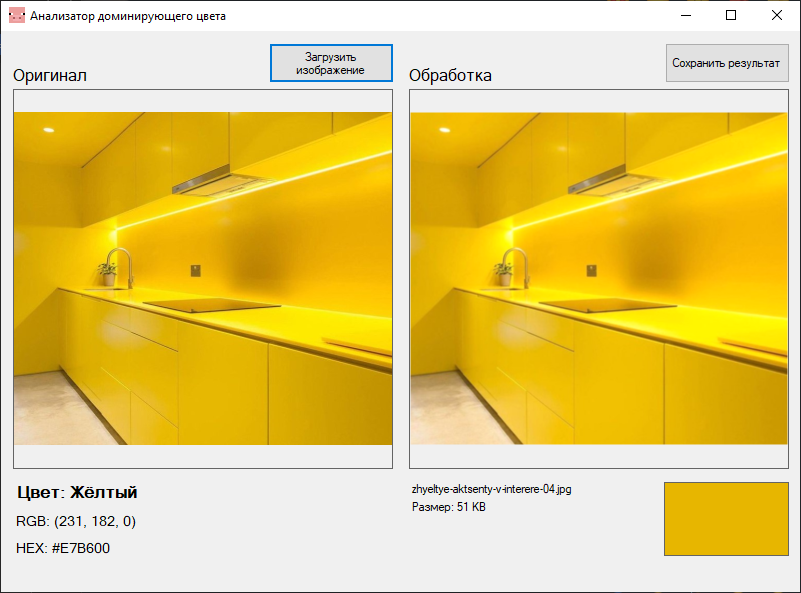 Анализатор доминирующего цвета
Загрузить
изображение
Сохранить результат
Оригинал
Обработка
Цвет: Жёлтый
RGB: (231, 182, 0)
HEX: #E7B600
zhyeltye-aktsenty-v-interere-04.jpg
Размер: 51 KB